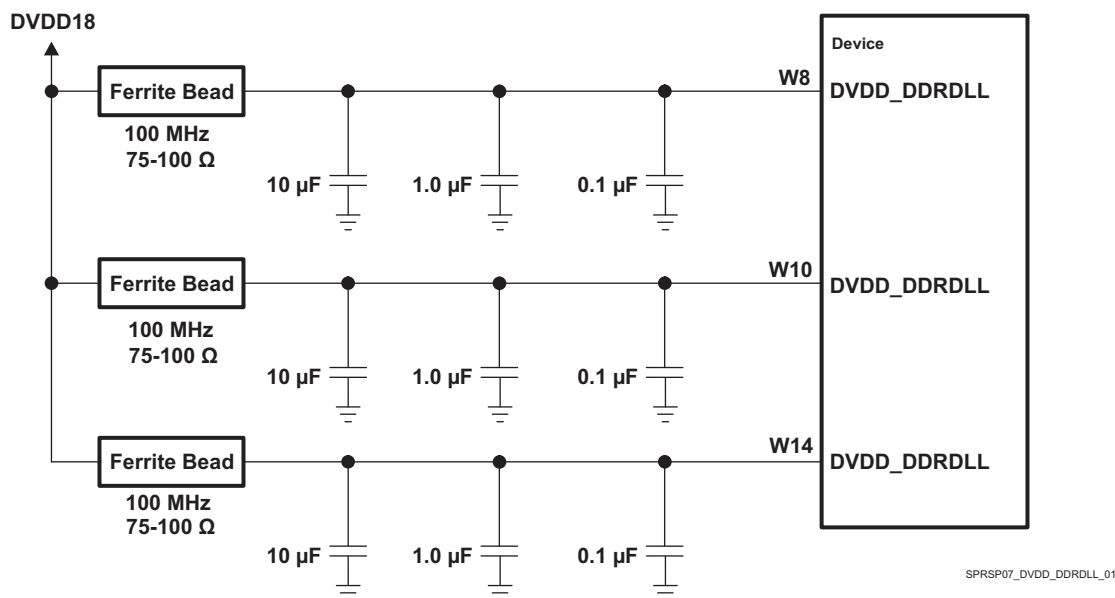 DVDD18
Device
Ferrite Bead
W8
DVDD_DDRDLL
100 MHz
75-100 Ω
10 µF
1.0 µF
0.1 µF
Ferrite Bead
W10
DVDD_DDRDLL
100 MHz
75-100 Ω
10 µF
1.0 µF
0.1 µF
Ferrite Bead
W14
DVDD_DDRDLL
100 MHz
75-100 Ω
10 µF
1.0 µF
0.1 µF
SPRSP07_DVDD_DDRDLL_01